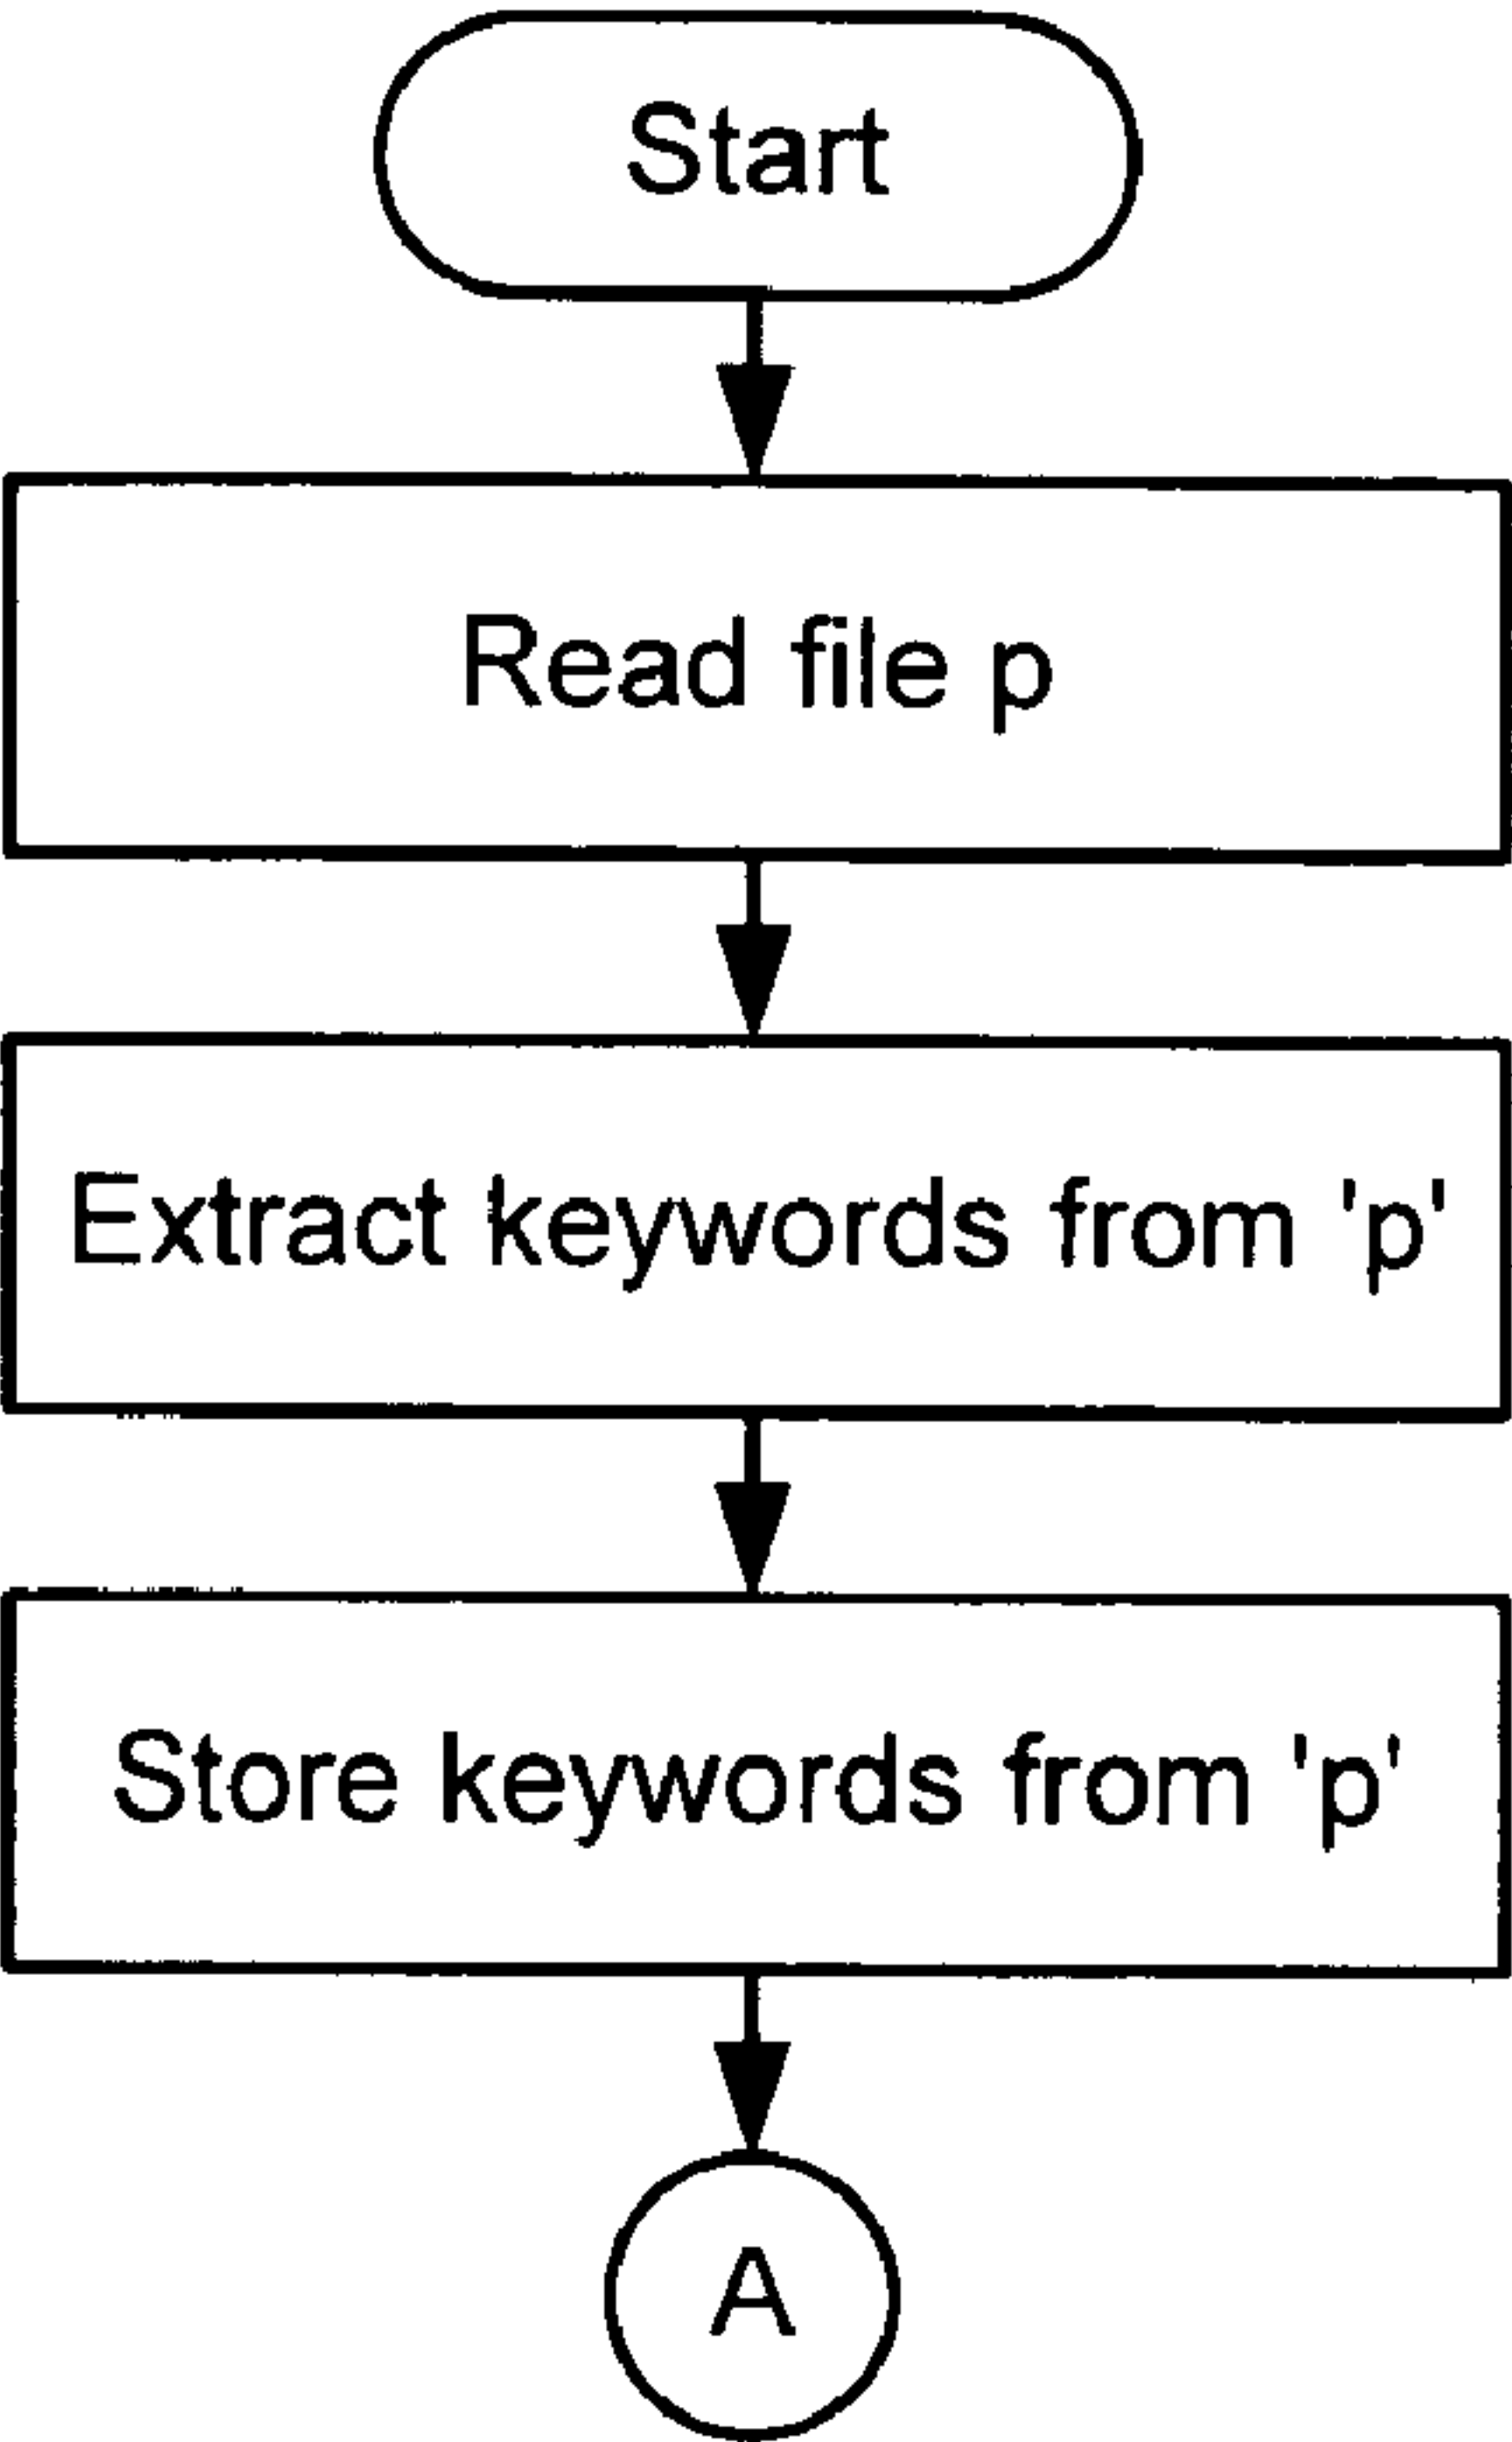 Start
Read file p
Extract keywords from 'p'
Store keywords from 'p'
A